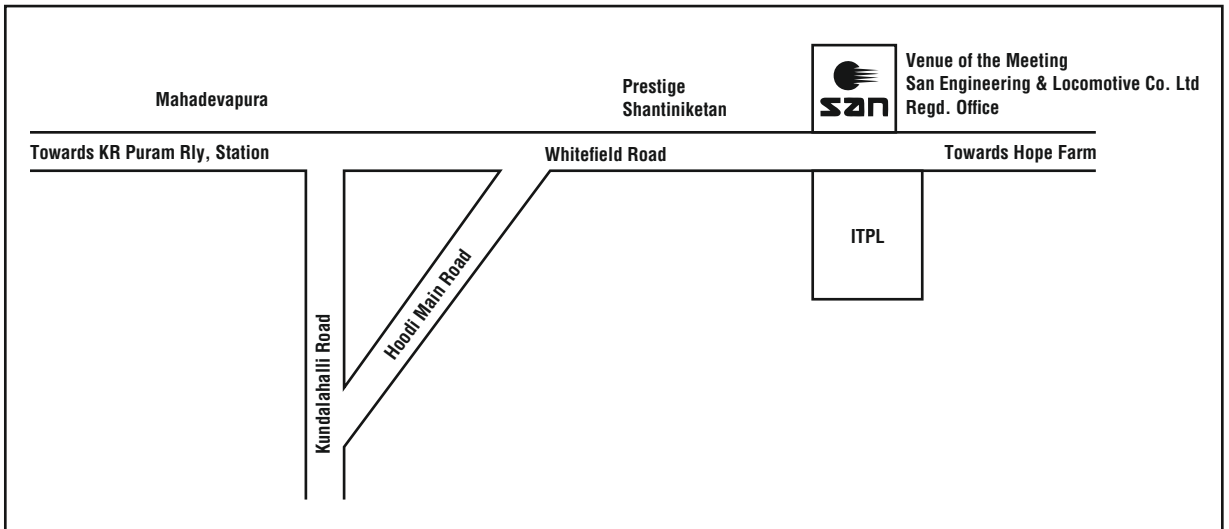 Venue of the Meeting
San Engineering & Locomotive Co. Ltd
Regd. Office
san
Prestige
Shantiniketan
Mahadevapura
Towards KR Puram Rly, Station
Whitefield Road
Towards Hope Farm
ITPL
Hoodi Main Road
Kundalahalli Road